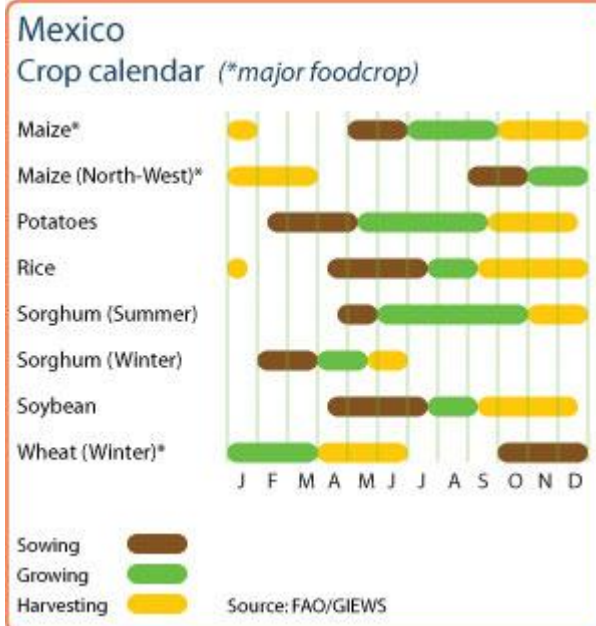 Mexico
Crop calendar (*major foodcrop)
Maize*
Maize (North-West)*
Potatoes
Rice
Sorghum (Summer)
Sorghum (Winter)
Soybean
Wheat (Winter)*
J F M A M J J A S O N D
Sowing
Growing
Harvesting
Source: FAO/GIEWS